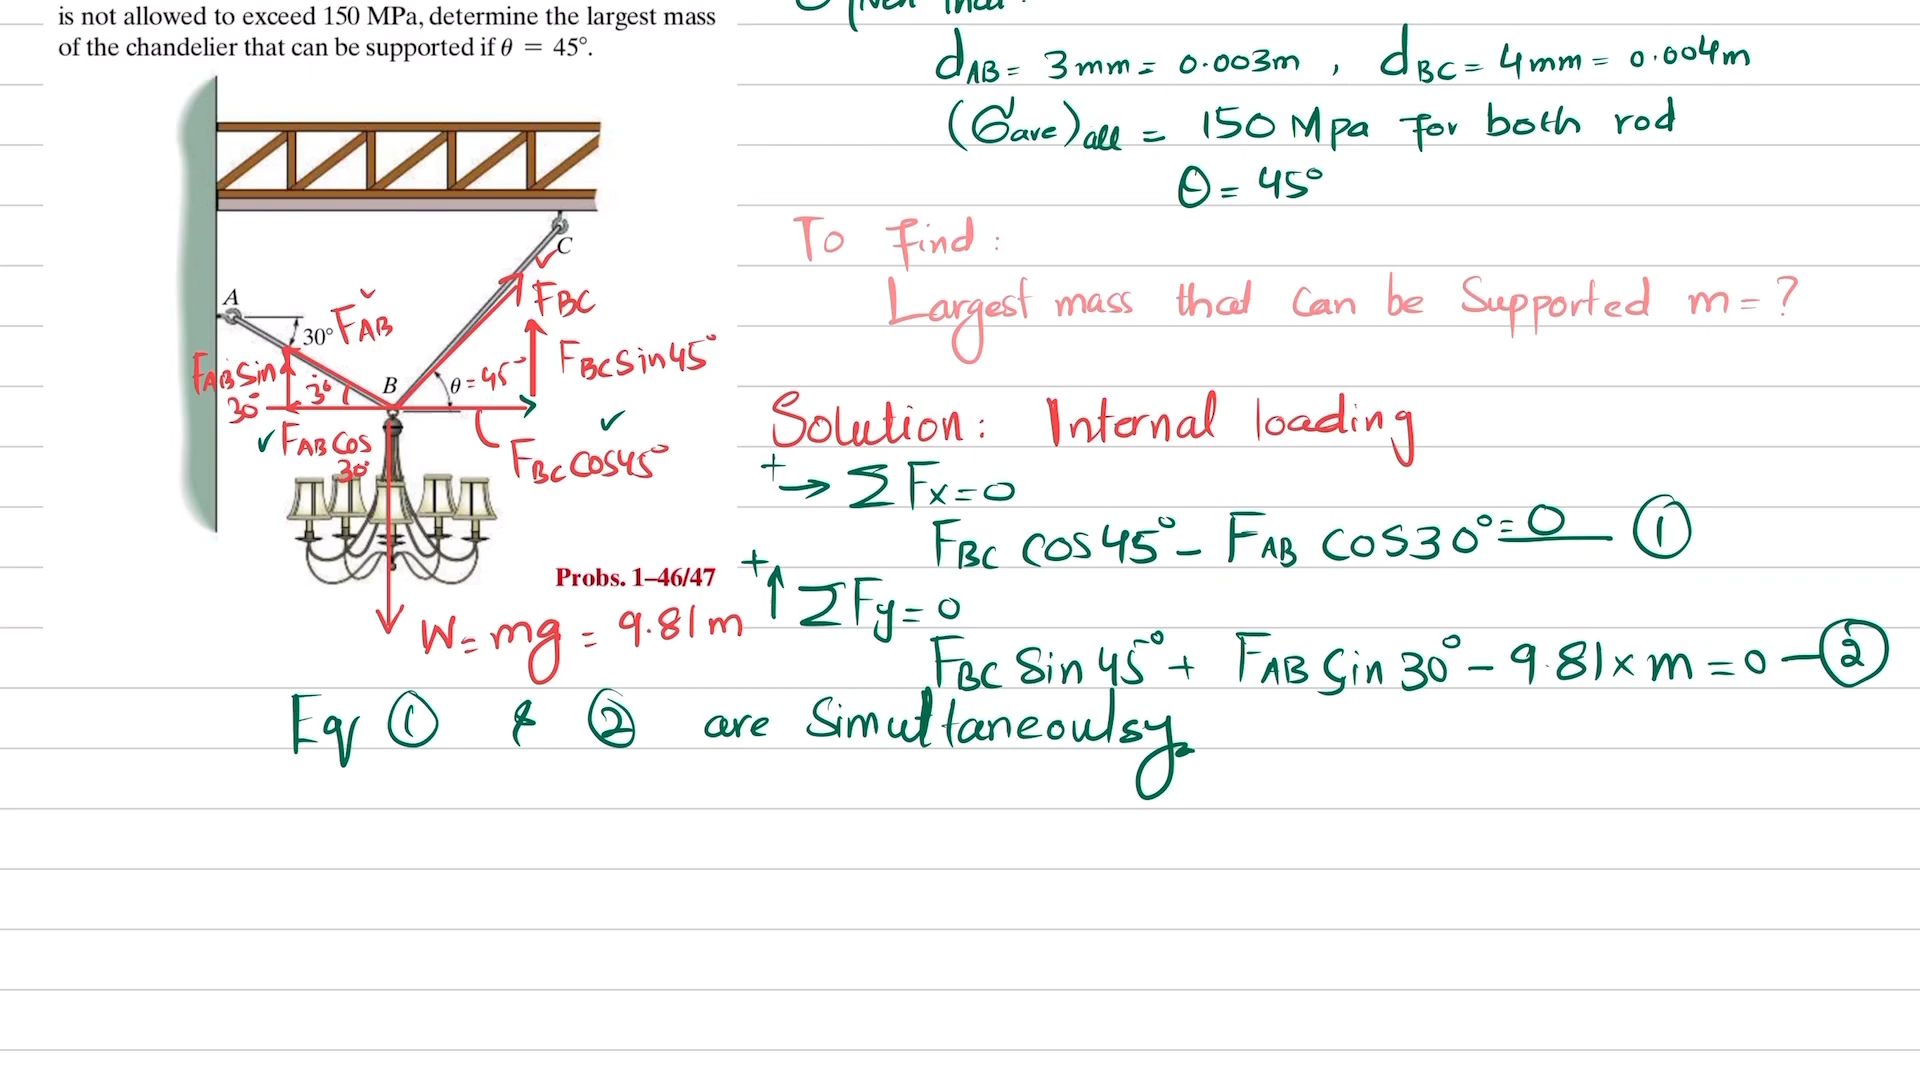 is not allowed to exceed 150 MPa, determine the largest mass
of the chandelier that can be supported if θ = 45°.
dAB = 3mm = 0.003m , dBC = 4mm = 0.004m
(σave)all = 150 Mpa for both rod
θ = 45°
To find :
Largest mass that Can be Supported m = ?
C
A
30°
FAB
FBC
FBC Sin45°
FAB Sin
30°
30
B
θ = 45°
FAB COS
30°
FBC COS45°
Probs. 1–46/47
W = mg = 9.81m
Solution : Internal loading
+→ ΣFx = 0
FBC COS 45° − FAB COS30° = 0 ①
+↑ ΣFy = 0
FBC Sin 45° + FAB Sin 30° − 9.81 × m = 0 — ②
Eq ① & ② are Simultaneoulsy